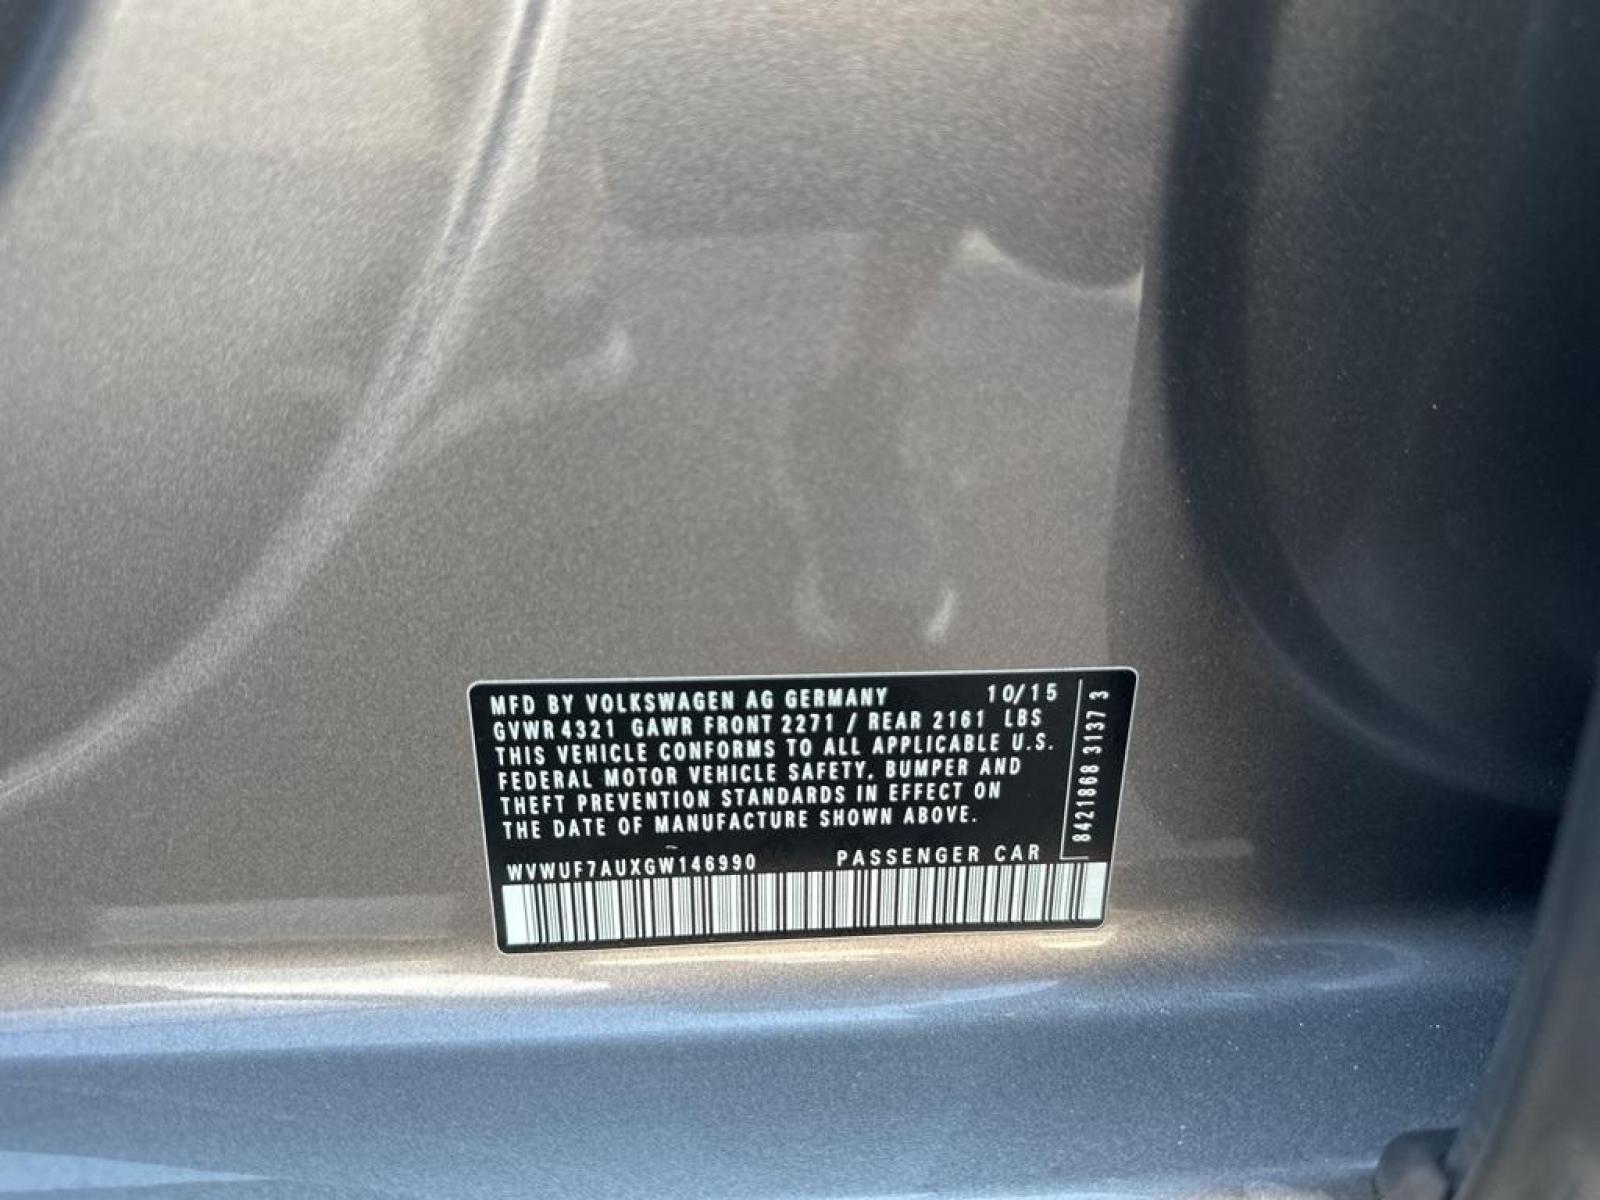 MFD BY VOLKSWAGEN AG GERMANY 10/15
GVWR 4321 GAWR FRONT 2271 / REAR 2161 LBS
THIS VEHICLE CONFORMS TO ALL APPLICABLE U.S.
FEDERAL MOTOR VEHICLE SAFETY, BUMPER AND
THEFT PREVENTION STANDARDS IN EFFECT ON
THE DATE OF MANUFACTURE SHOWN ABOVE.
WVWUF7AUXGW146990 PASSENGER CAR
8421868 3137 3